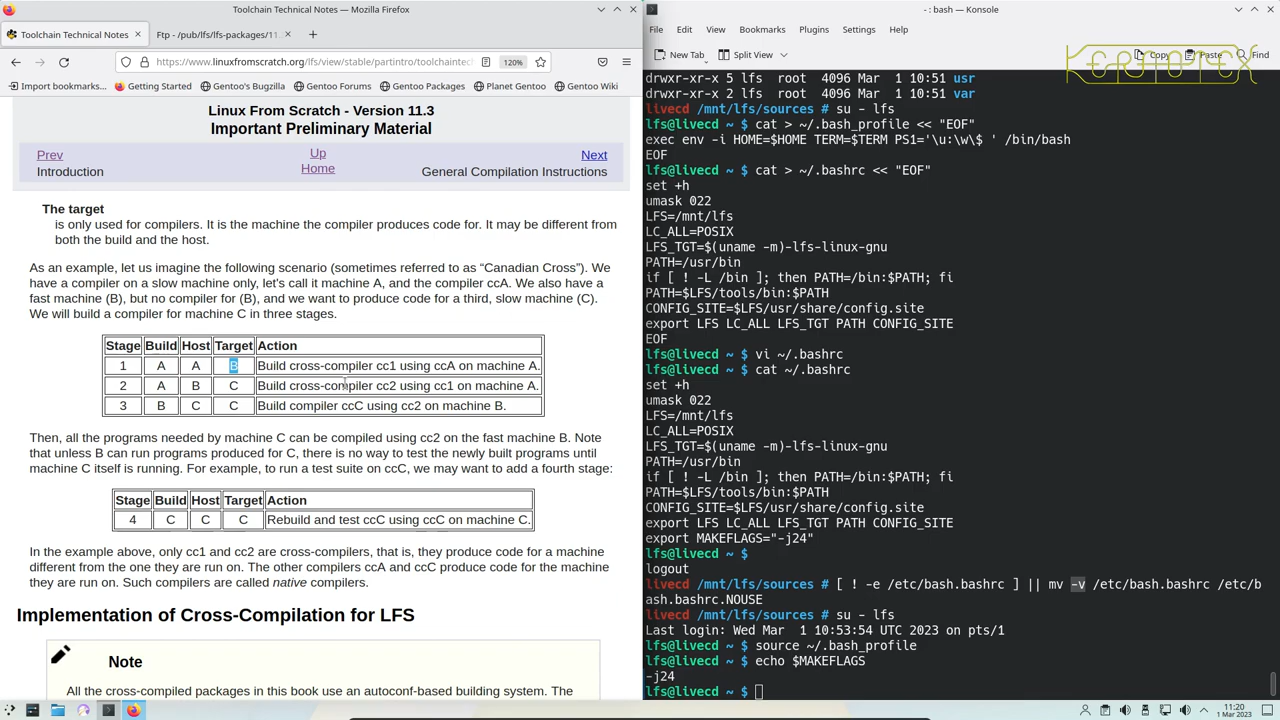 Toolchain Technical Notes — Mozilla Firefox
Toolchain Technical Notes
Ftp - /pub/lfs/lfs-packages/11.
https://www.linuxfromscratch.org/lfs/view/stable/partintro/toolchaintec
120%
Import bookmarks...
Getting Started
Gentoo's Bugzilla
Gentoo Forums
Gentoo Packages
Planet Gentoo
Gentoo Wiki
Linux From Scratch - Version 11.3
Important Preliminary Material
Prev
Up
Next
Introduction
Home
General Compilation Instructions
The target
is only used for compilers. It is the machine the compiler produces code for. It may be different from
both the build and the host.
As an example, let us imagine the following scenario (sometimes referred to as “Canadian Cross”). We
have a compiler on a slow machine only, let's call it machine A, and the compiler ccA. We also have a
fast machine (B), but no compiler for (B), and we want to produce code for a third, slow machine (C).
We will build a compiler for machine C in three stages.
Stage Build Host Target Action
1 A A B Build cross-compiler cc1 using ccA on machine A.
2 A B C Build cross-compiler cc2 using cc1 on machine A.
3 B C C Build compiler ccC using cc2 on machine B.
Then, all the programs needed by machine C can be compiled using cc2 on the fast machine B. Note
that unless B can run programs produced for C, there is no way to test the newly built programs until
machine C itself is running. For example, to run a test suite on ccC, we may want to add a fourth stage:
Stage Build Host Target Action
4 C C C Rebuild and test ccC using ccC on machine C.
In the example above, only cc1 and cc2 are cross-compilers, that is, they produce code for a machine
different from the one they are run on. The other compilers ccA and ccC produce code for the machine
they are run on. Such compilers are called native compilers.
Implementation of Cross-Compilation for LFS
Note
All the cross-compiled packages in this book use an autoconf-based building system. The
- : bash — Konsole
File Edit View Bookmarks Plugins Settings Help
New Tab
Split View
Copy
Paste
Find
drwxr-xr-x 5 lfs  root  4096 Mar  1 10:51 usr
drwxr-xr-x 2 lfs  root  4096 Mar  1 10:51 var
livecd /mnt/lfs/sources # su - lfs
lfs@livecd ~ $ cat > ~/.bash_profile << "EOF"
exec env -i HOME=$HOME TERM=$TERM PS1='\u:\w\$ ' /bin/bash
EOF
lfs@livecd ~ $ cat > ~/.bashrc << "EOF"
set +h
umask 022
LFS=/mnt/lfs
LC_ALL=POSIX
LFS_TGT=$(uname -m)-lfs-linux-gnu
PATH=/usr/bin
if [ ! -L /bin ]; then PATH=/bin:$PATH; fi
PATH=$LFS/tools/bin:$PATH
CONFIG_SITE=$LFS/usr/share/config.site
export LFS LC_ALL LFS_TGT PATH CONFIG_SITE
EOF
lfs@livecd ~ $ vi ~/.bashrc
lfs@livecd ~ $ cat ~/.bashrc
set +h
umask 022
LFS=/mnt/lfs
LC_ALL=POSIX
LFS_TGT=$(uname -m)-lfs-linux-gnu
PATH=/usr/bin
if [ ! -L /bin ]; then PATH=/bin:$PATH; fi
PATH=$LFS/tools/bin:$PATH
CONFIG_SITE=$LFS/usr/share/config.site
export LFS LC_ALL LFS_TGT PATH CONFIG_SITE
export MAKEFLAGS="-j24"
lfs@livecd ~ $
logout
livecd /mnt/lfs/sources # [ ! -e /etc/bash.bashrc ] || mv -v /etc/bash.bashrc /etc/b
ash.bashrc.NOUSE
livecd /mnt/lfs/sources # su - lfs
Last login: Wed Mar  1 10:53:54 UTC 2023 on pts/1
lfs@livecd ~ $ source ~/.bash_profile
lfs@livecd ~ $ echo $MAKEFLAGS
-j24
lfs@livecd ~ $
11:20
1 Mar 2023